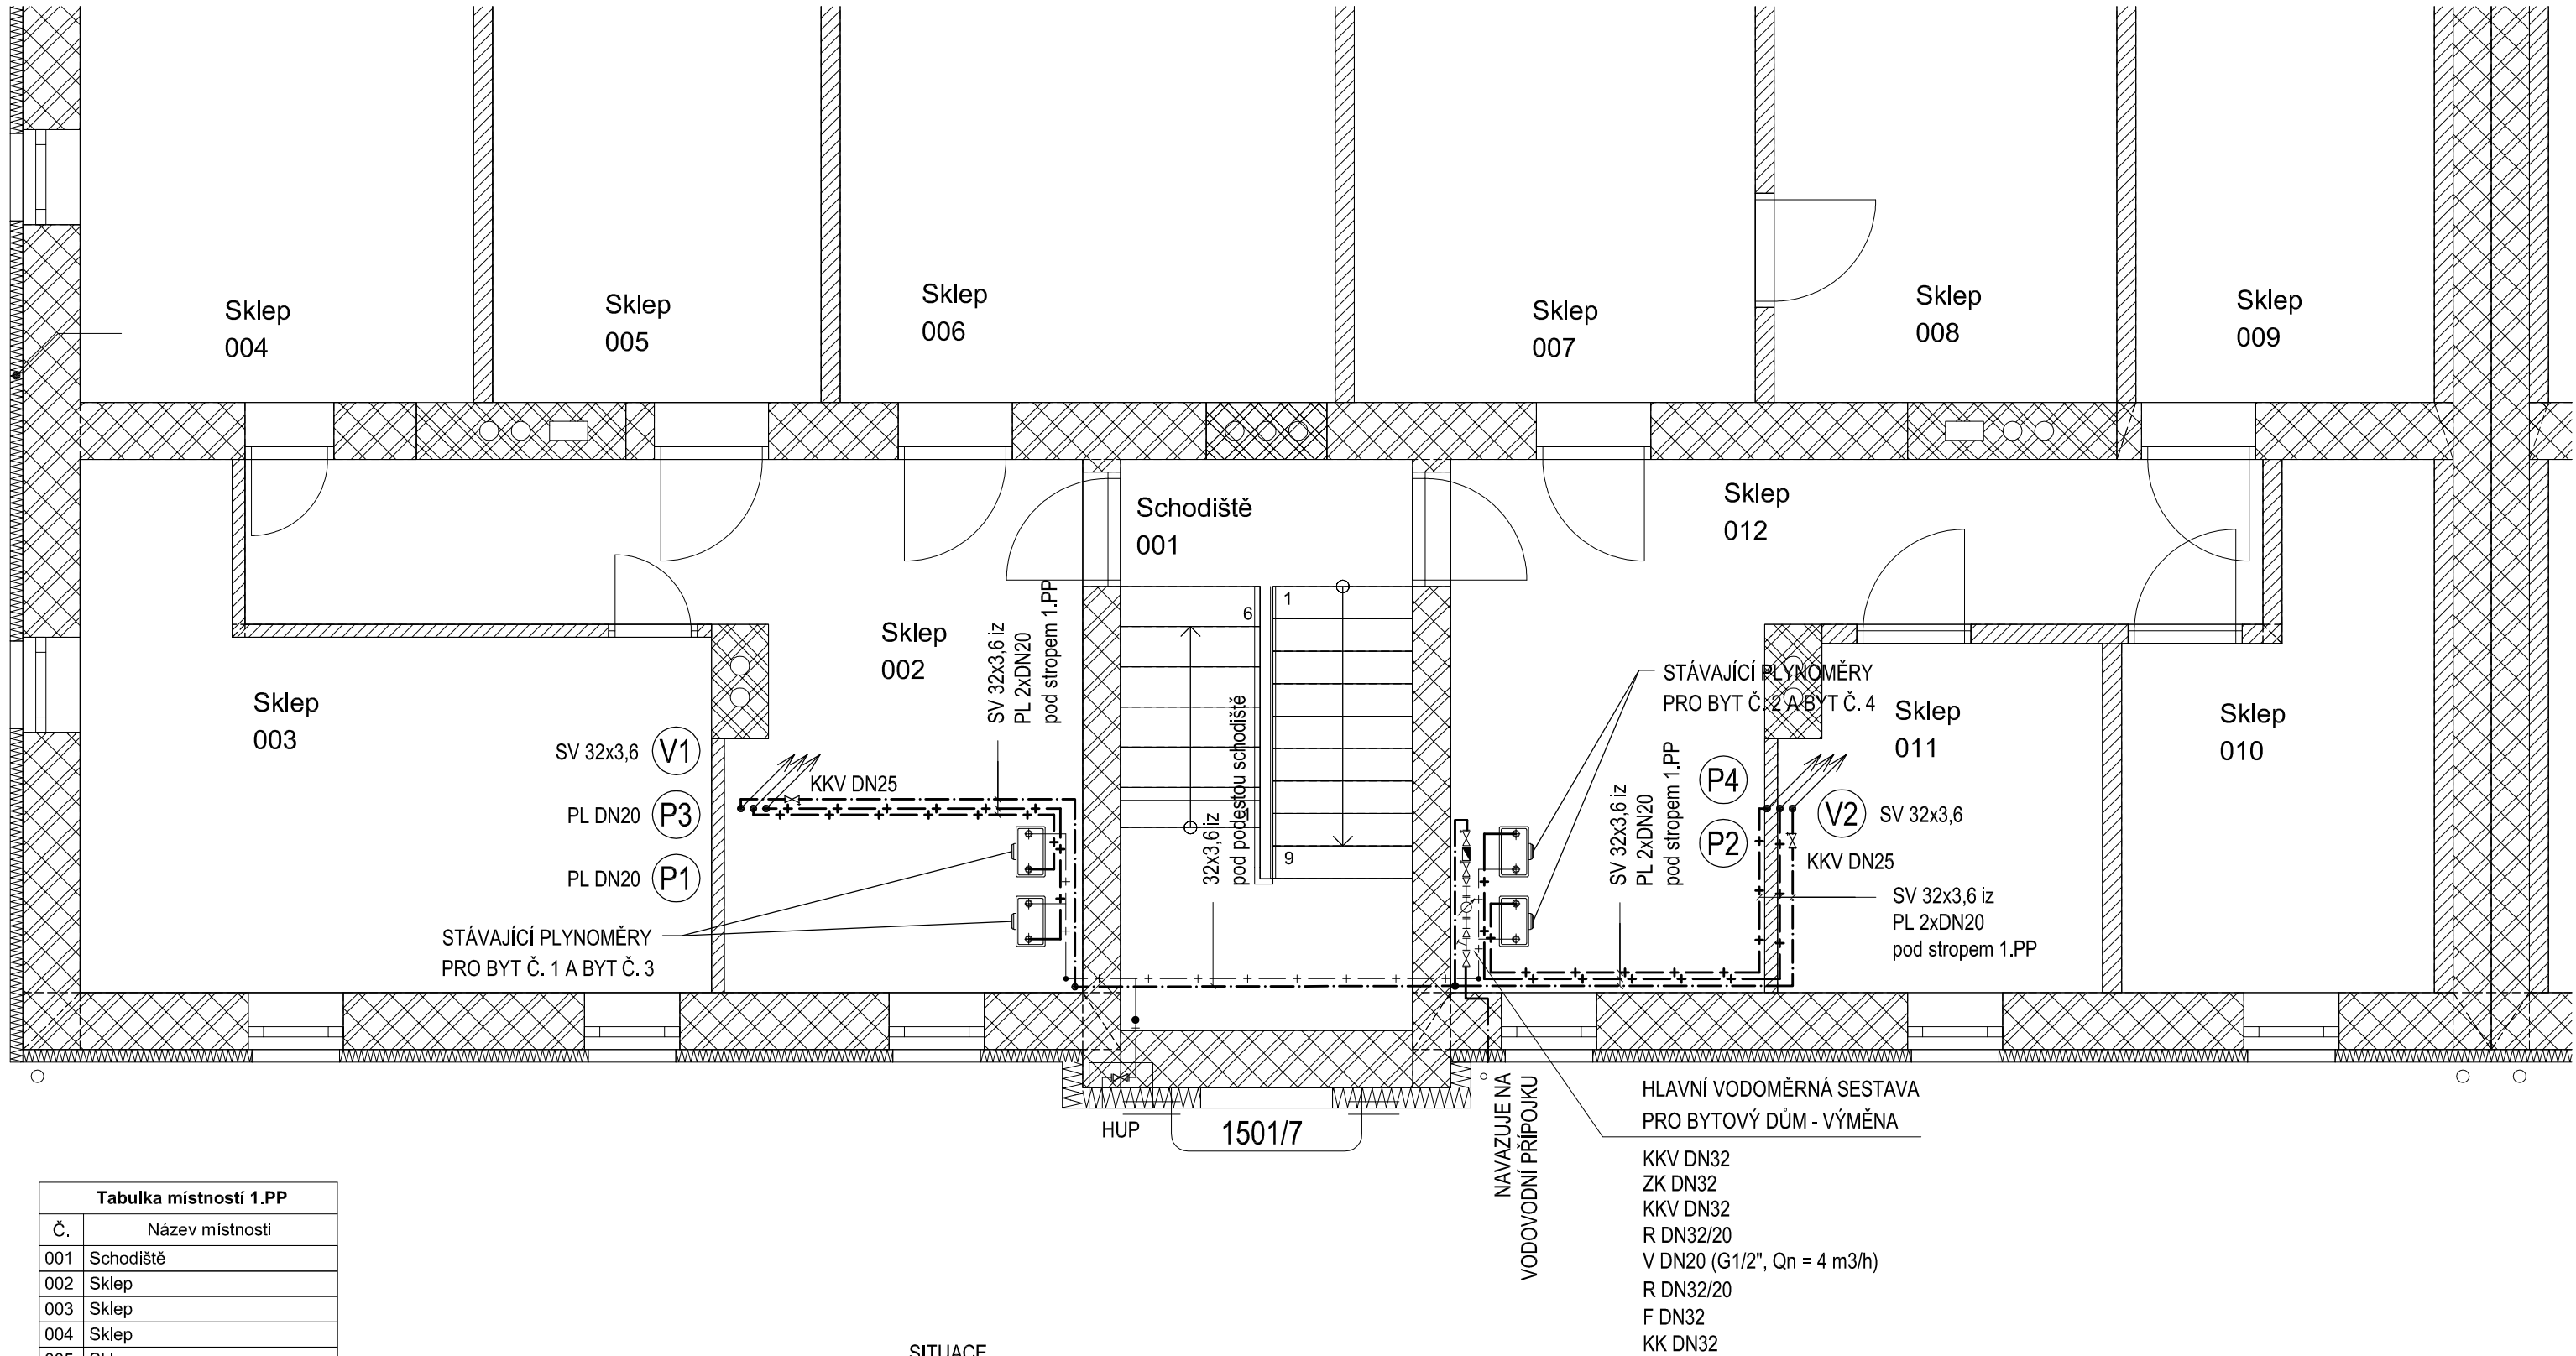 Sklep
004
Sklep
005
Sklep
006
Sklep
007
Sklep
008
Sklep
009
Schodiště
001
Sklep
012
Sklep
002
Sklep
003
Sklep
011
Sklep
010
SV 32x3,6 iz
PL 2xDN20
pod stropem 1.PP
6
1
9
32x3,6 iz
pod podestou schodiště
STÁVAJÍCÍ PLYNOMĚRY
PRO BYT Č. 2 A BYT Č. 4
SV 32x3,6
V1
KKV DN25
PL DN20
P3
PL DN20
P1
STÁVAJÍCÍ PLYNOMĚRY
PRO BYT Č. 1 A BYT Č. 3
SV 32x3,6 iz
PL 2xDN20
pod stropem 1.PP
P4
P2
V2
SV 32x3,6
KKV DN25
SV 32x3,6 iz
PL 2xDN20
pod stropem 1.PP
HUP
1501/7
NAVAZUJE NA
VODOVODNÍ PŘÍPOJKU
HLAVNÍ VODOMĚRNÁ SESTAVA
PRO BYTOVÝ DŮM - VÝMĚNA
KKV DN32
ZK DN32
KKV DN32
R DN32/20
V DN20 (G1/2", Qn = 4 m3/h)
R DN32/20
F DN32
KK DN32
Tabulka místností 1.PP
Č. Název místnosti
001 Schodiště
002 Sklep
003 Sklep
004 Sklep
SITUACE